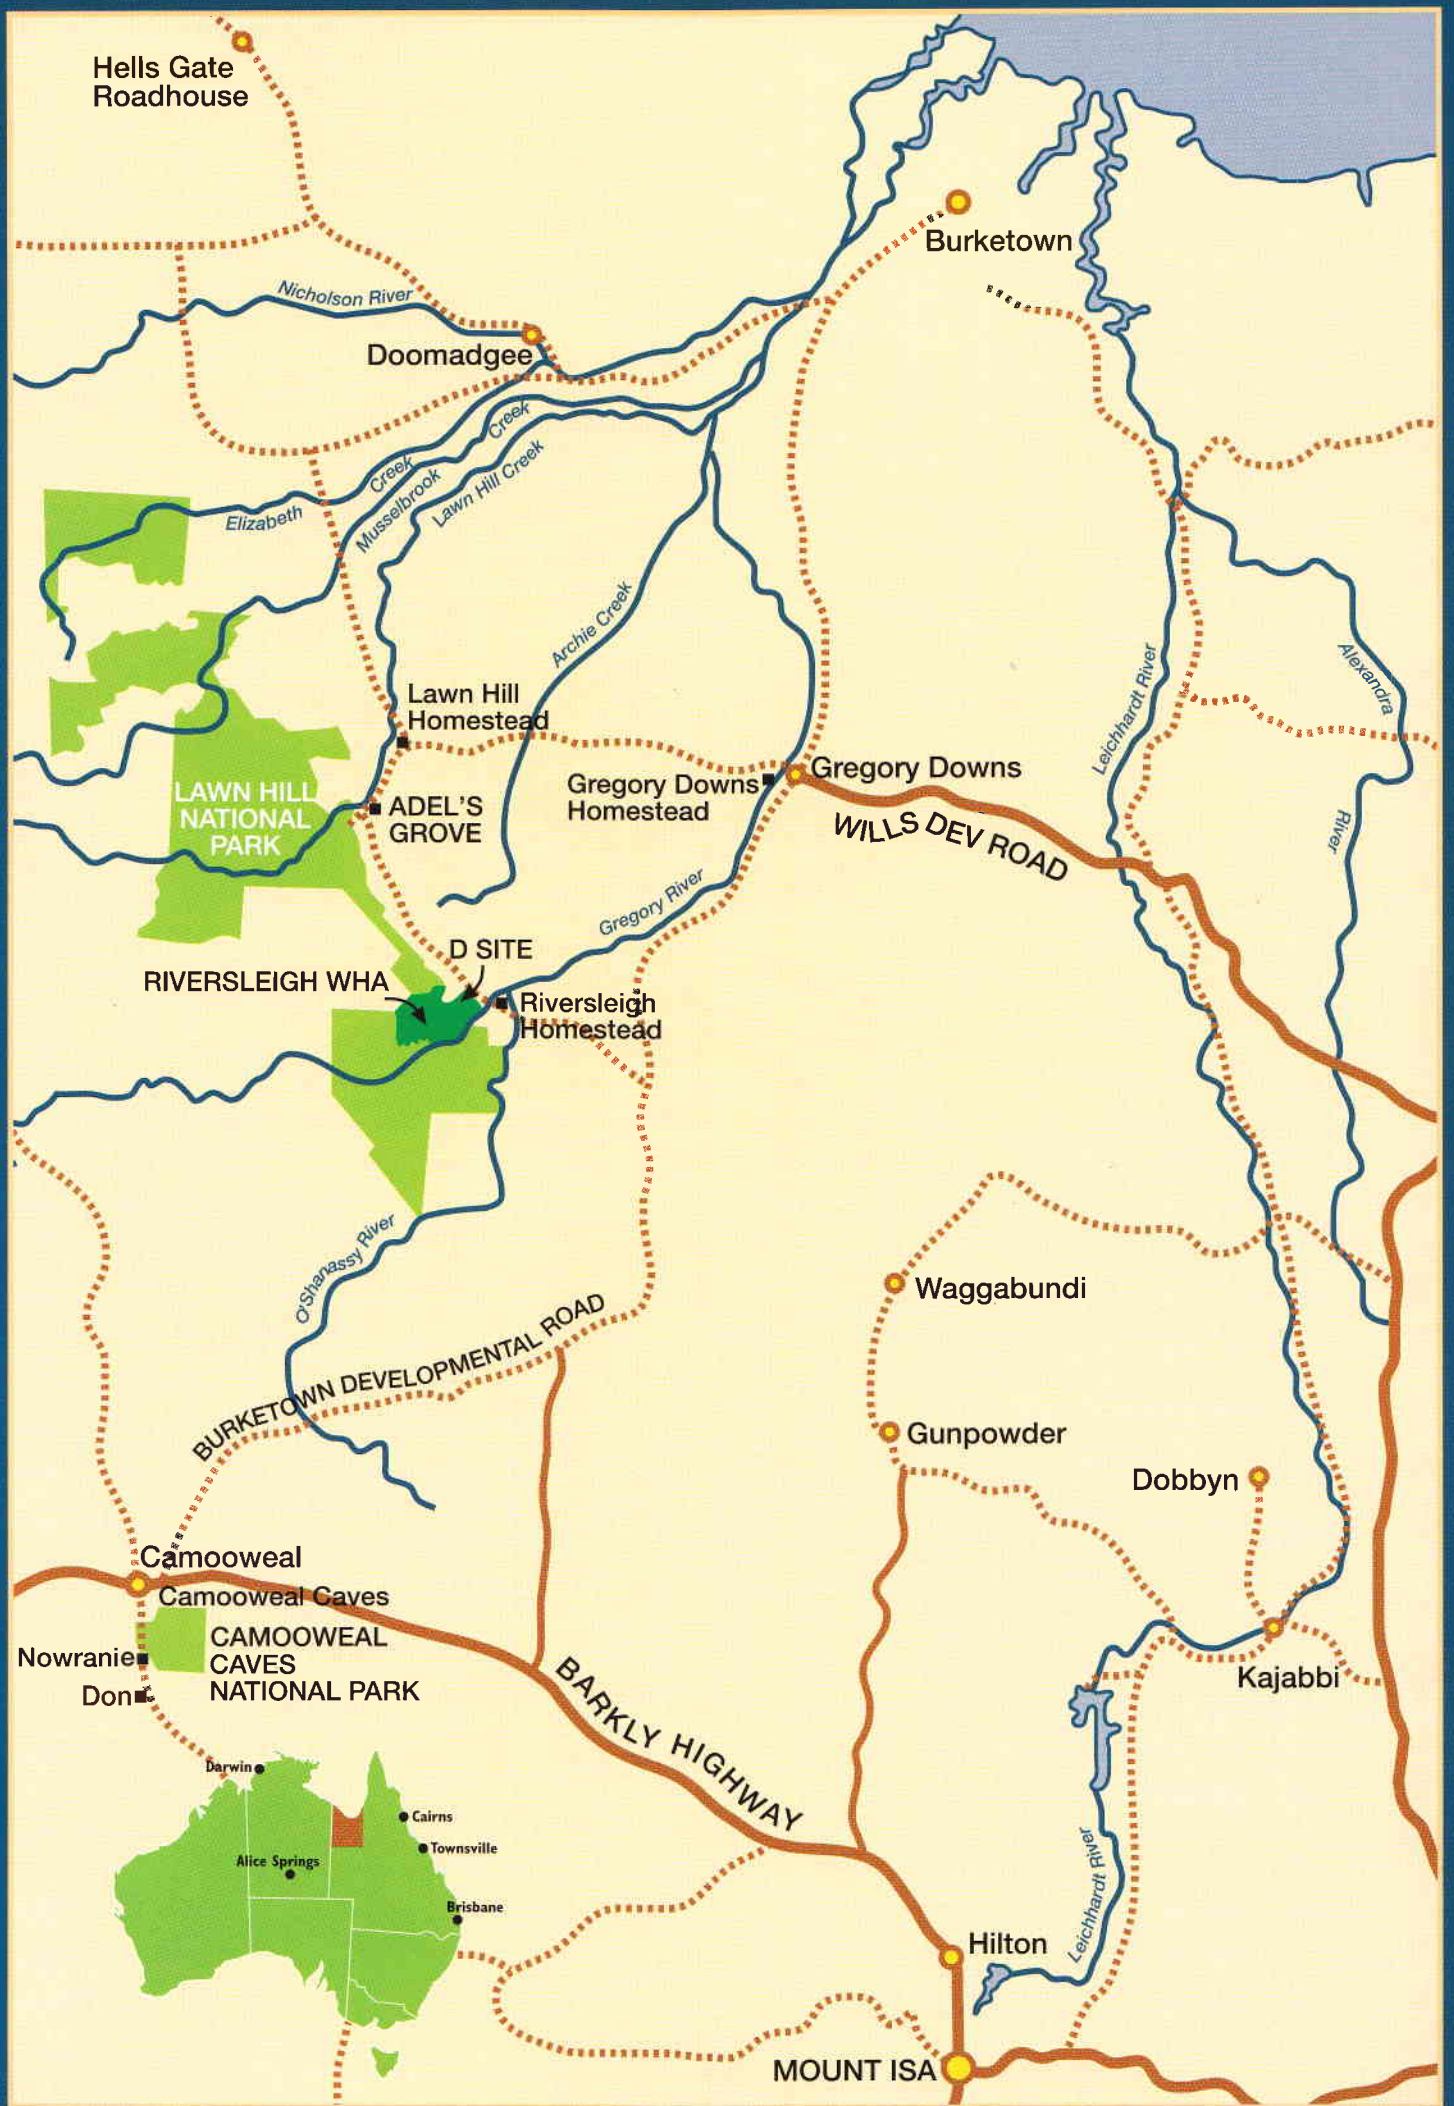 Hells Gate
Roadhouse
Burketown
Nicholson River
Doomadgee
Creek
Creek
Elizabeth
Musselbrook
Lawn Hill Creek
Archie Creek
Leichhardt River
Alexandra
River
Lawn Hill
Homestead
LAWN HILL
NATIONAL
PARK
ADEL'S
GROVE
Gregory Downs
Homestead
Gregory Downs
WILLS DEV ROAD
Gregory River
D SITE
RIVERSLEIGH WHA
Riversleigh
Homestead
O'Shanassy River
BURKETOWN DEVELOPMENTAL ROAD
Waggabundi
Gunpowder
Dobbyn
Camooweal
Camooweal Caves
Nowranie
Don
CAMOOWEAL
CAVES
NATIONAL PARK
Kajabbi
BARKLY HIGHWAY
Darwin
Cairns
Townsville
Alice Springs
Brisbane
Leichhardt River
Hilton
MOUNT ISA